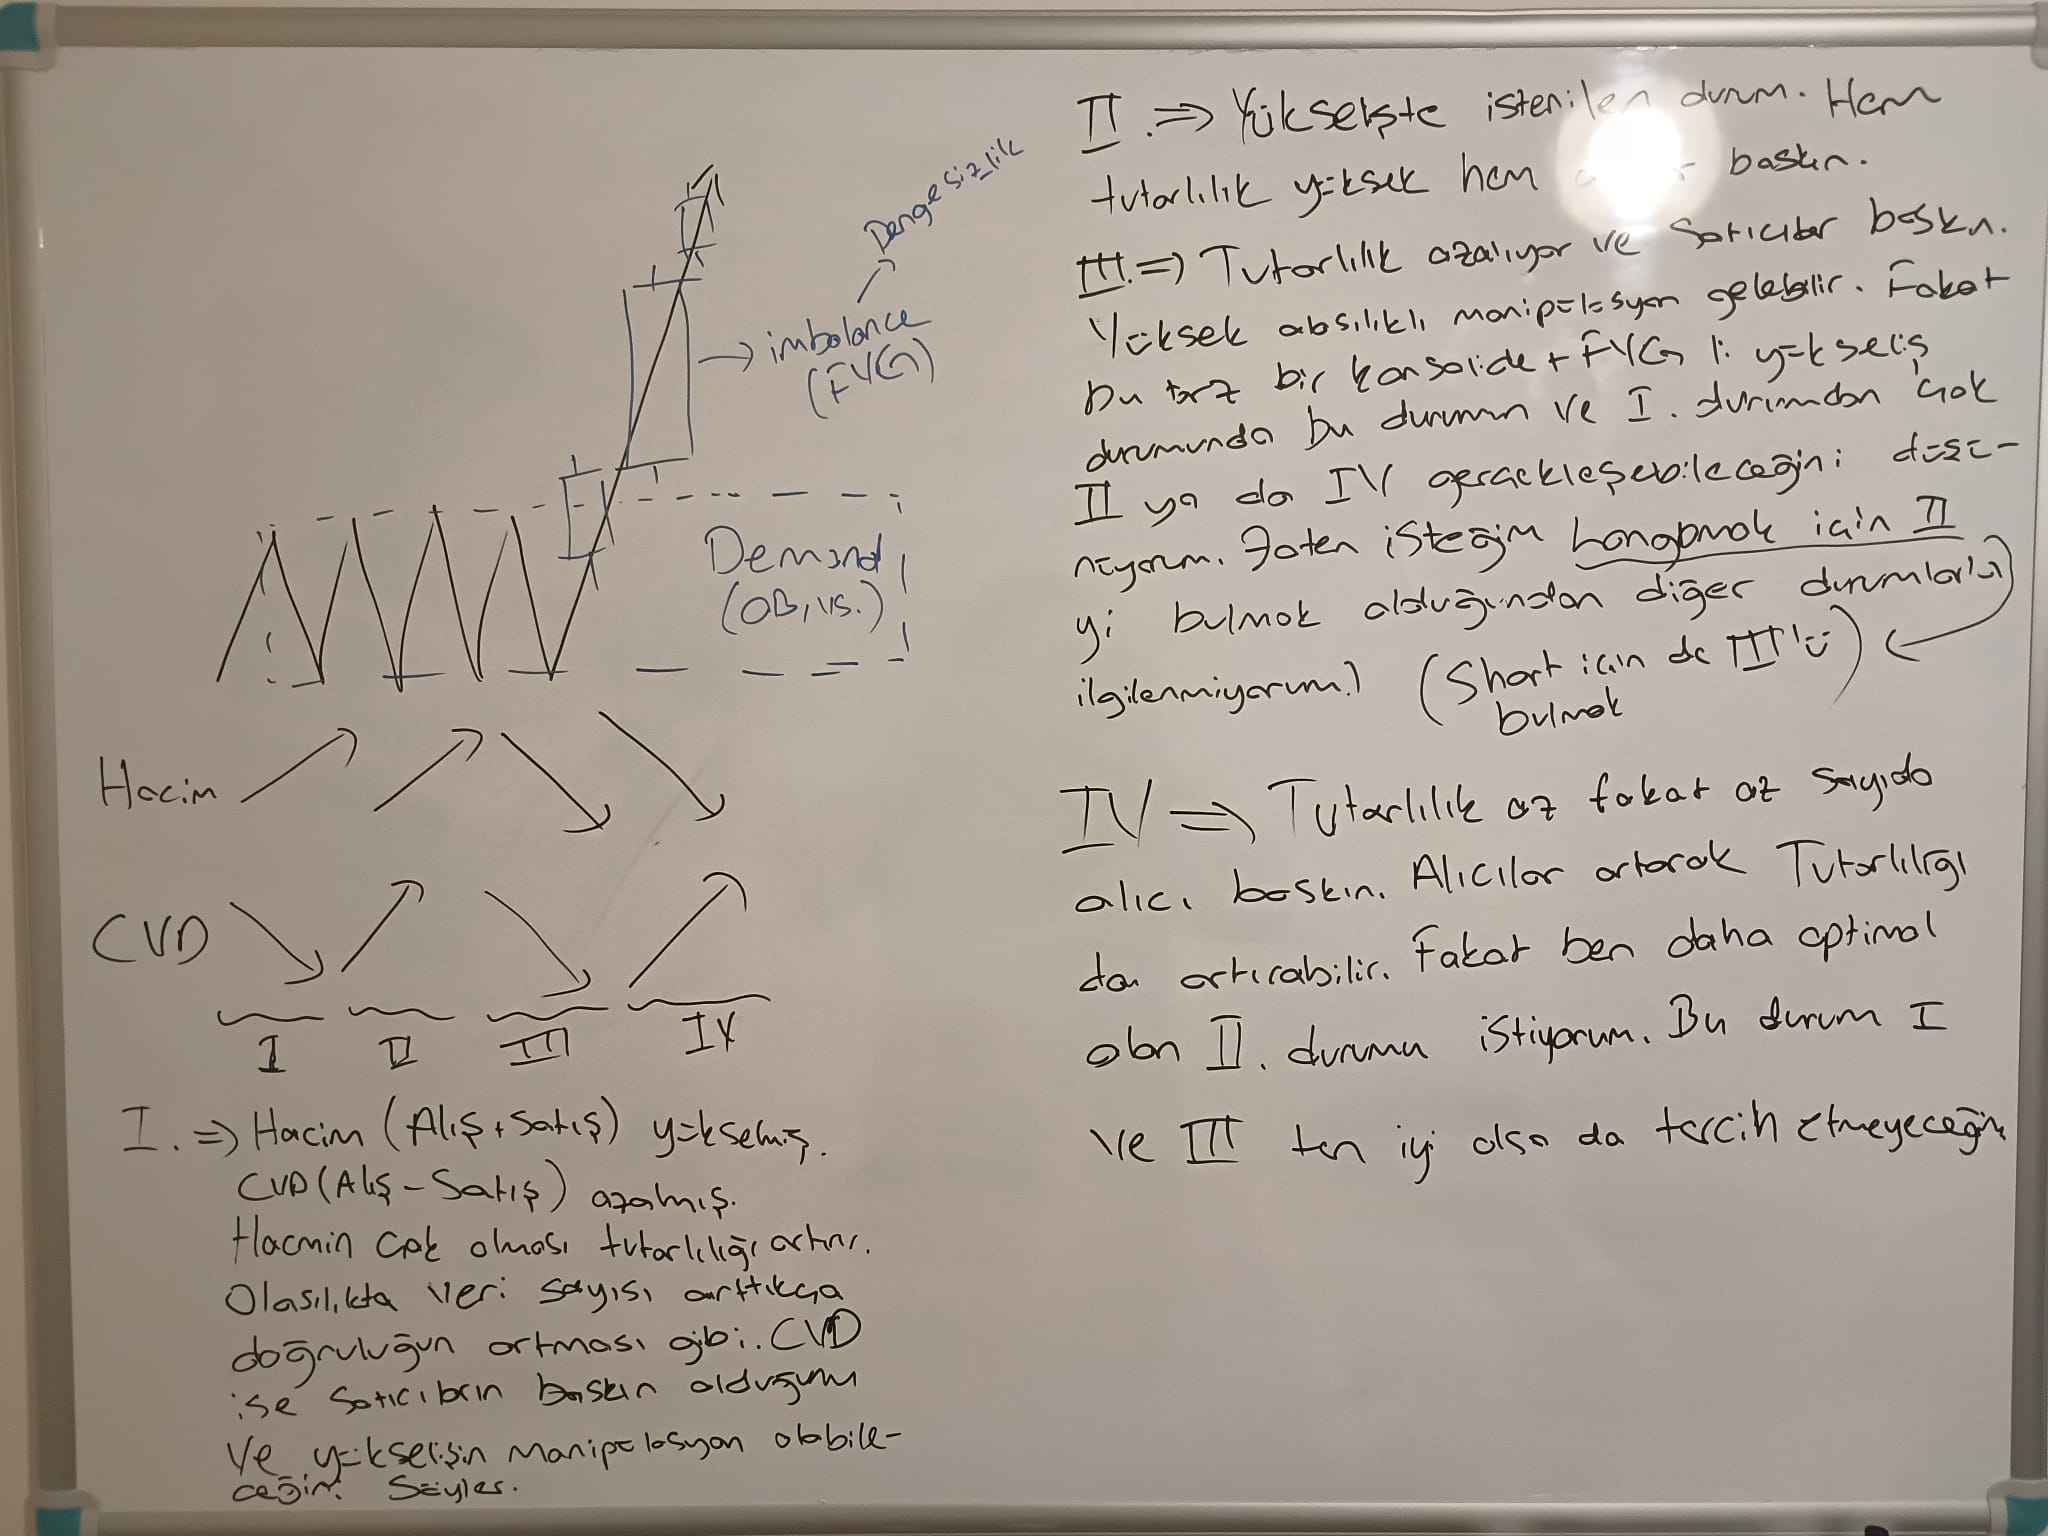 Dengesizlik
imbalance
(FVG)
Demand
(OB, vs.)
Hacim
CVD
I II III IV
I. => Hacim (Alış + Satış) yükselmiş.
CVD (Alış - Satış) azalmış.
Hacmin çok olması tutarlılığı artırır.
Olasılıkta veri sayısı arttıkça
doğruluğun artması gibi. CVD
ise satıcıların baskın olduğunu
ve yükselişin manipülasyon olabile-
ceğini söyler.
II. => Yükselişte istenilen durum. Hem
tutarlılık yüksek hem baskın.
III. => Tutarlılık azalıyor ve Satıcılar baskın.
Yüksek manipülasyon gelebilir. Fakat
bu tarz bir konsolide + FVG li yükseliş
durumunda bu durumun ve I. durumdan çok
II ya da IV gerçekleşebileceğini düşü-
nüyorum. Zaten isteğim Longlamak için II
yi bulmak olduğundan diğer durumlarla
ilgilenmiyorum.) (Short için de III'ü)
bulmak
IV => Tutarlılık az fakat az sayıda
alıcı baskın. Alıcılar artarak Tutarlılığı
da artırabilir. Fakat ben daha optimal
olan II. durumu istiyorum. Bu durum I
ve III ten iyi olsa da tercih etmeyeceğim